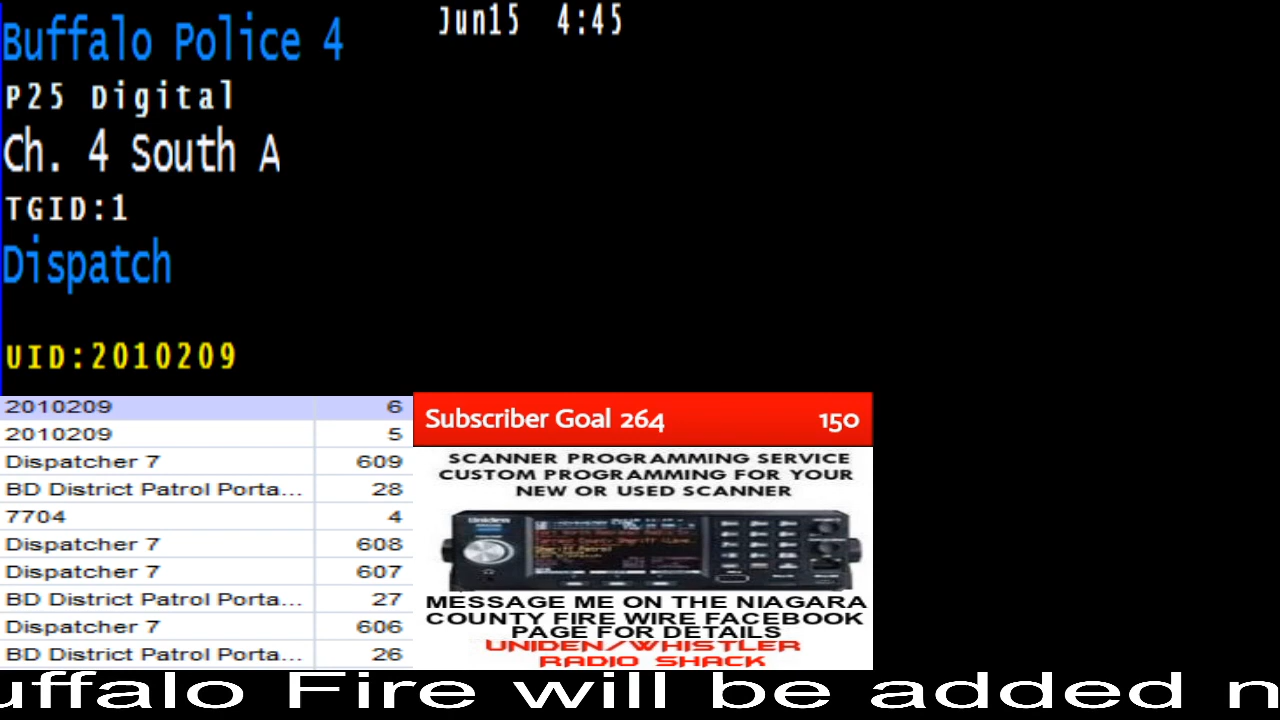 Buffalo Police 4
Jun15 4:45
P25 Digital
Ch. 4 South A
TGID:1
Dispatch
UID:2010209
2010209 6
2010209 5
Dispatcher 7 609
BD District Patrol Porta... 28
7704 4
Dispatcher 7 608
Dispatcher 7 607
BD District Patrol Porta... 27
Dispatcher 7 606
BD District Patrol Porta... 26
Subscriber Goal 264 150
SCANNER PROGRAMMING SERVICE
CUSTOM PROGRAMMING FOR YOUR
NEW OR USED SCANNER
Uniden
MESSAGE ME ON THE NIAGARA
COUNTY FIRE WIRE FACEBOOK
PAGE FOR DETAILS
UNIDEN/WHISTLER
RADIO SHACK
uffalo Fire will be added n